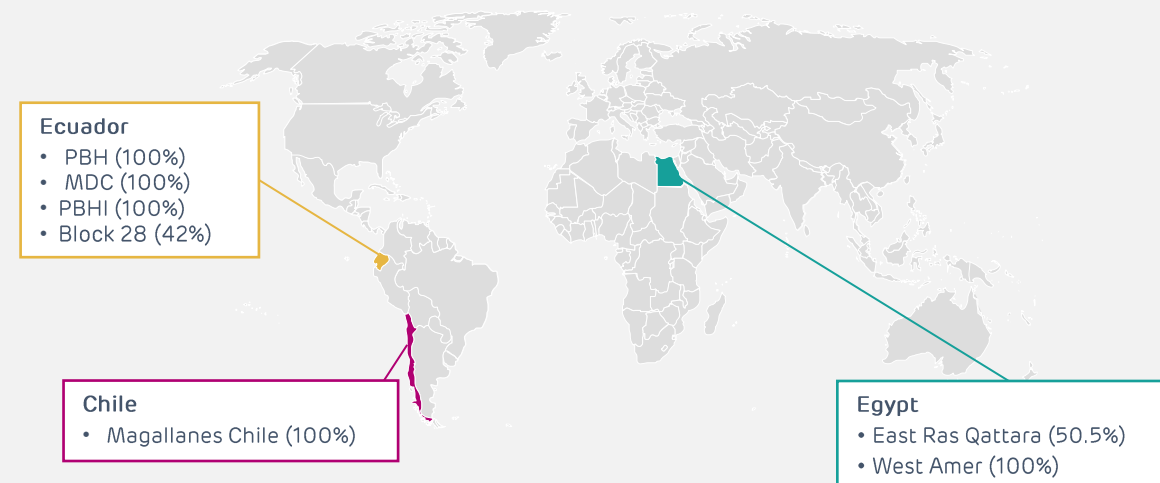 Ecuador
• PBH (100%)
• MDC (100%)
• PBHI (100%)
• Block 28 (42%)
Chile
• Magallanes Chile (100%)
Egypt
• East Ras Qattara (50.5%)
• West Amer (100%)